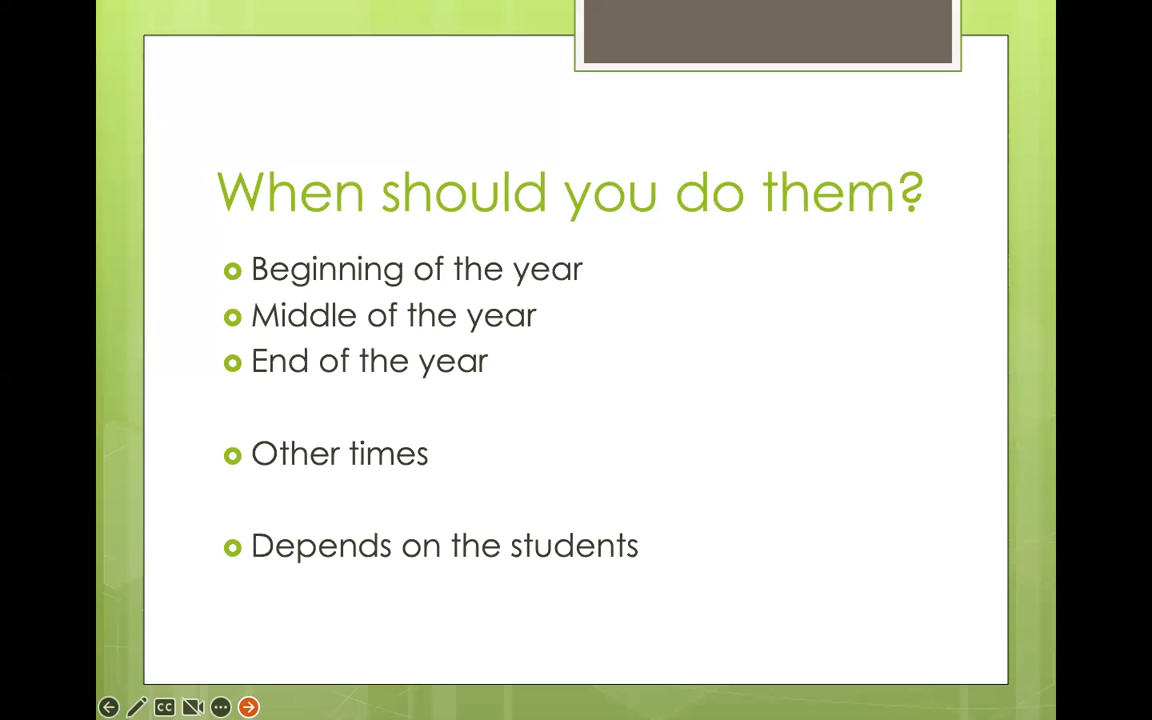 When should you do them?
Beginning of the year
Middle of the year
End of the year
Other times
Depends on the students
CC